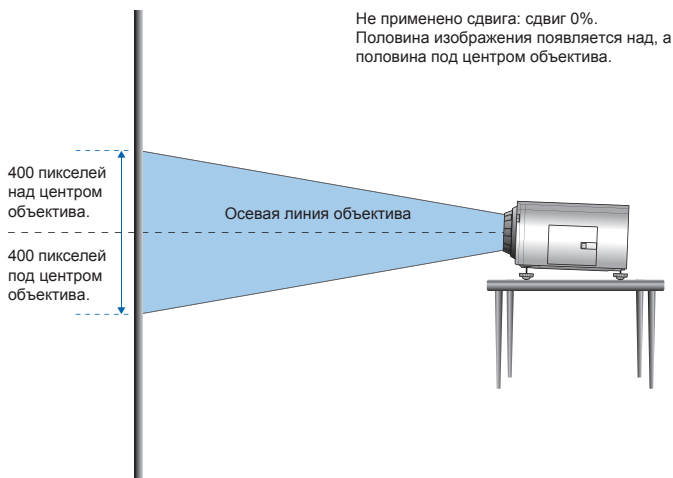 Не применено сдвига: сдвиг 0%.
Половина изображения появляется над, а
половина под центром объектива.
400 пикселей
над центром
объектива.
Осевая линия объектива
400 пикселей
под центром
объектива.